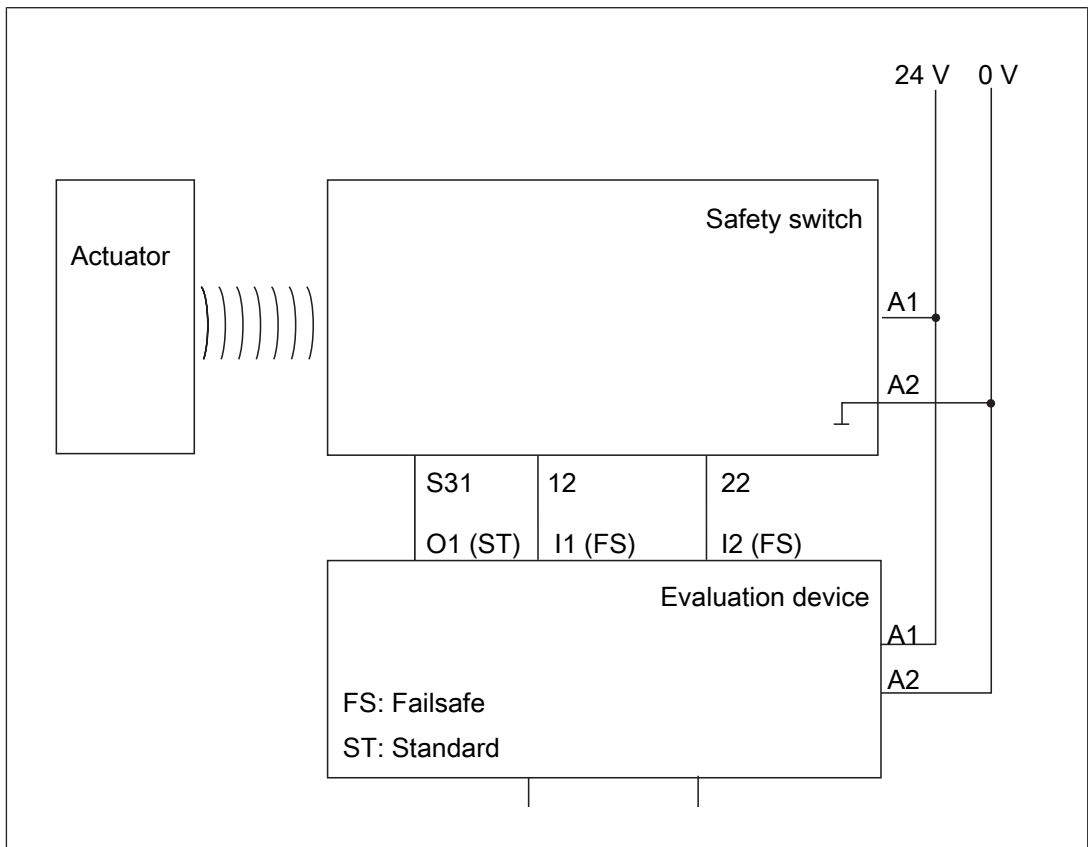 24 V 0 V
Safety switch
Actuator
A1
A2
S31 12 22
O1 (ST) I1 (FS) I2 (FS)
Evaluation device
A1
A2
FS: Failsafe
ST: Standard